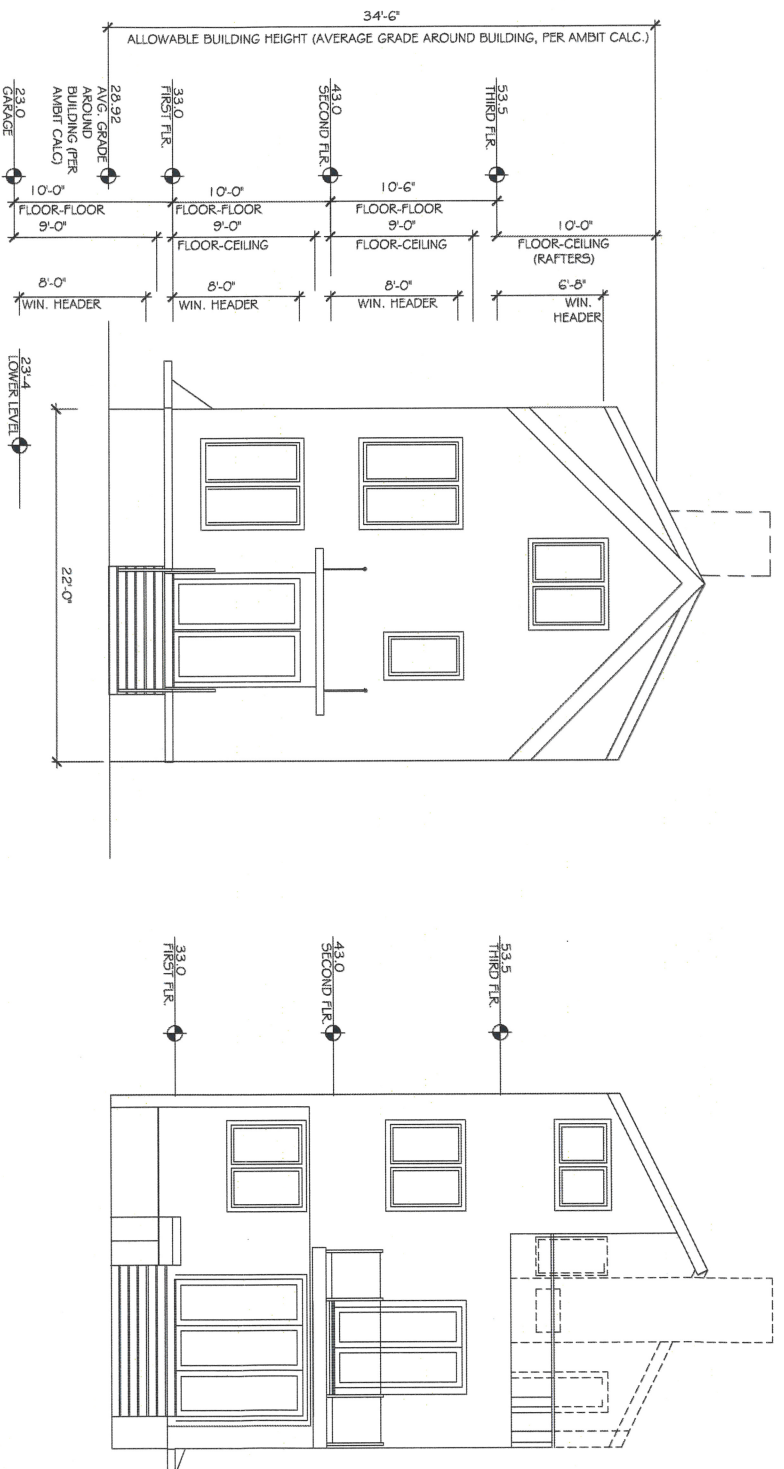 34'-6"
ALLOWABLE BUILDING HEIGHT (AVERAGE GRADE AROUND BUILDING, PER AMBIT CALC.)
53.5
THIRD FLR.
43.0
SECOND FLR.
33.0
FIRST FLR.
28.92
AVG. GRADE
AROUND
BUILDING (PER
AMBIT CALC)
23.0
GARAGE
10'-0"
FLOOR-FLOOR
10'-0"
FLOOR-FLOOR
10'-6"
FLOOR-FLOOR
9'-0"
9'-0"
FLOOR-CEILING
9'-0"
FLOOR-CEILING
10'-0"
FLOOR-CEILING
(RAFTERS)
8'-0"
WIN. HEADER
8'-0"
WIN. HEADER
8'-0"
WIN. HEADER
6'-8"
WIN.
HEADER
23'-4
LOWER LEVEL
22'-0"
53.5
THIRD FLR.
43.0
SECOND FLR.
33.0
FIRST FLR.